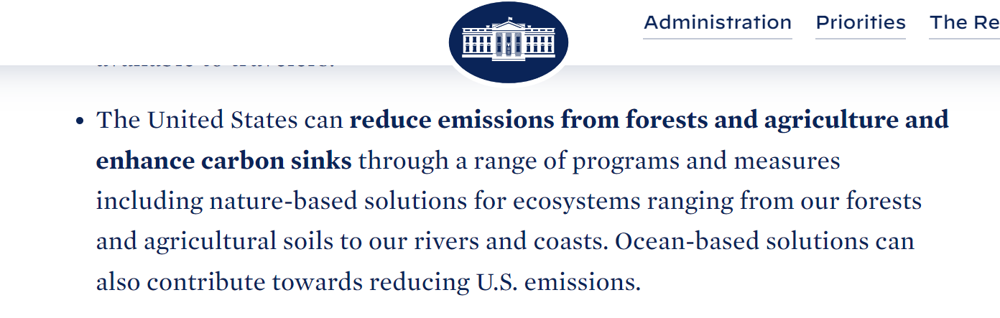 Administration Priorities The Re
The United States can reduce emissions from forests and agriculture and
enhance carbon sinks through a range of programs and measures
including nature-based solutions for ecosystems ranging from our forests
and agricultural soils to our rivers and coasts. Ocean-based solutions can
also contribute towards reducing U.S. emissions.